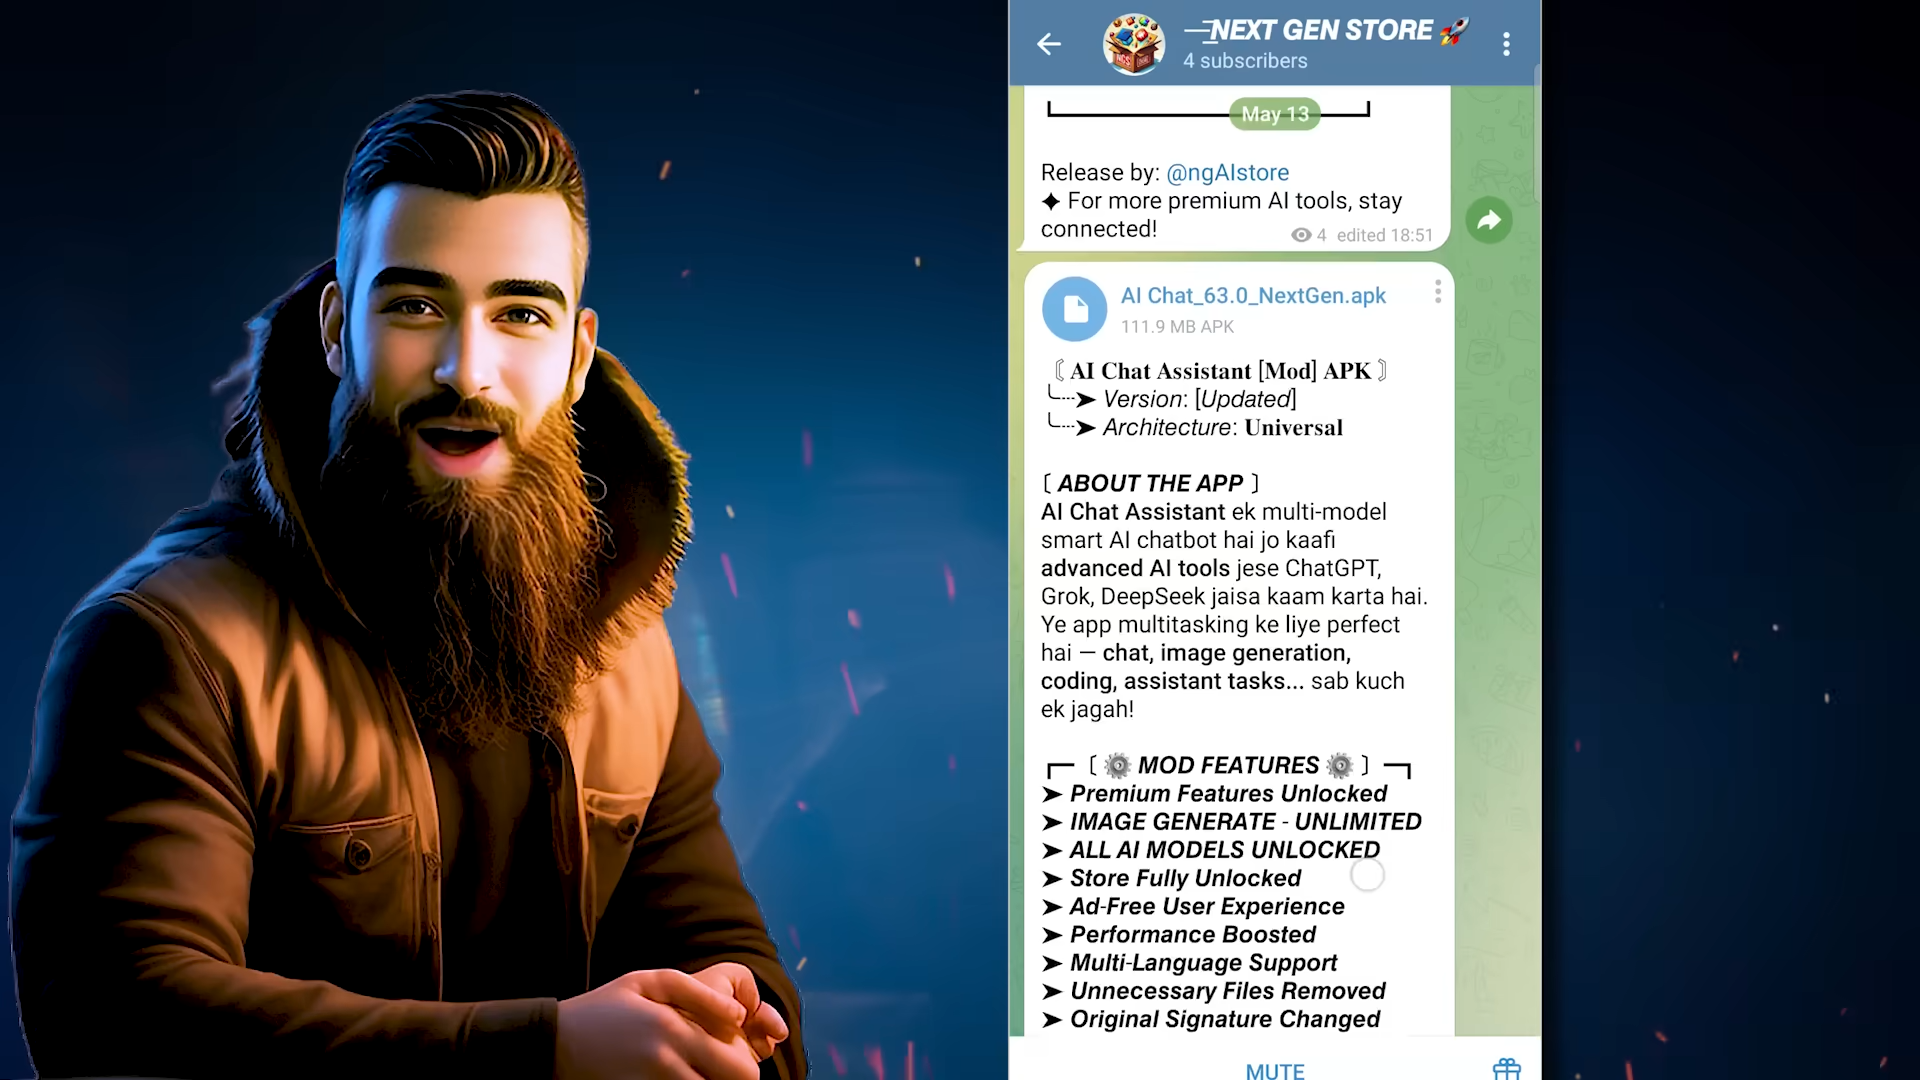 NEXT GEN STORE 🚀
4 subscribers
May 13
Release by: @ngAIstore
✦ For more premium AI tools, stay
connected!
4 edited 18:51
AI Chat_63.0_NextGen.apk
111.9 MB APK
〖 AI Chat Assistant [Mod] APK 〗
╰┈➤ Version: [Updated]
╰┈➤ Architecture: Universal
〔 ABOUT THE APP 〕
AI Chat Assistant ek multi-model
smart AI chatbot hai jo kaafi
advanced AI tools jese ChatGPT,
Grok, DeepSeek jaisa kaam karta hai.
Ye app multitasking ke liye perfect
hai — chat, image generation,
coding, assistant tasks... sab kuch
ek jagah!
┏━ 〔 ⚙️ MOD FEATURES ⚙️ 〕 ━┓
➤ Premium Features Unlocked
➤ IMAGE GENERATE - UNLIMITED
➤ ALL AI MODELS UNLOCKED
➤ Store Fully Unlocked
➤ Ad-Free User Experience
➤ Performance Boosted
➤ Multi-Language Support
➤ Unnecessary Files Removed
➤ Original Signature Changed
MUTE